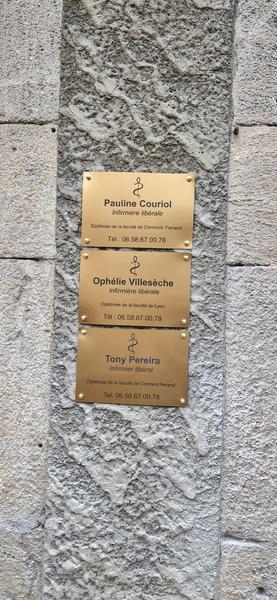 Pauline Couriol
Infirmière libérale
Diplômée de la faculté de Clermont- Ferrand
Tél : 06.58.67.00.78
Ophélie Villesèche
Infirmière libérale
Diplômée de la faculté de Lyon
Tél : 06.58.67.00.78
Tony Pereira
Infirmier libéral
Diplômée de la faculté de Clermont ferrand
Tel: 06.58.67.00.78